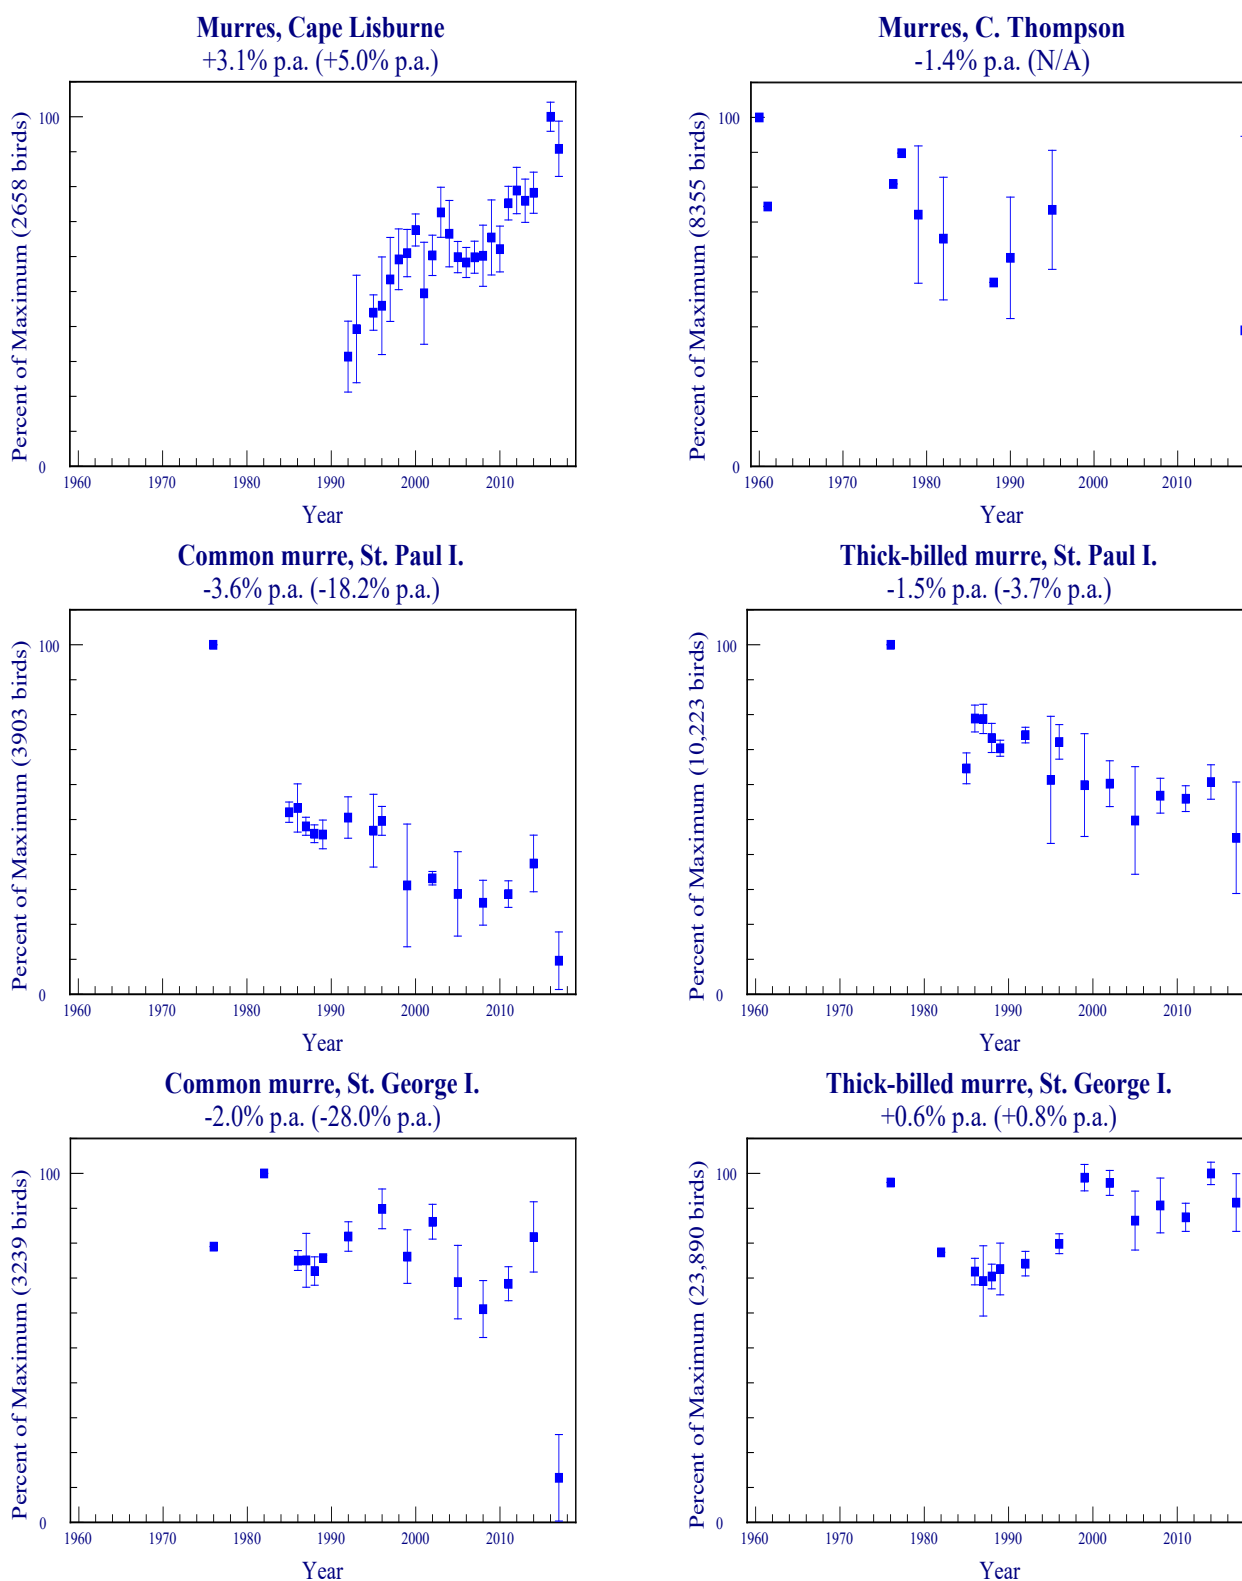 Murres, Cape Lisburne
+3.1% p.a. (+5.0% p.a.)
Percent of Maximum (2658 birds)
100
0
1960 1970 1980 1990 2000 2010
Year
Murres, C. Thompson
-1.4% p.a. (N/A)
Percent of Maximum (8355 birds)
100
0
1960 1970 1980 1990 2000 2010
Year
Common murre, St. Paul I.
-3.6% p.a. (-18.2% p.a.)
Percent of Maximum (3903 birds)
100
0
1960 1970 1980 1990 2000 2010
Year
Thick-billed murre, St. Paul I.
-1.5% p.a. (-3.7% p.a.)
Percent of Maximum (10,223 birds)
100
0
1960 1970 1980 1990 2000 2010
Year
Common murre, St. George I.
-2.0% p.a. (-28.0% p.a.)
Percent of Maximum (3239 birds)
100
0
1960 1970 1980 1990 2000 2010
Year
Thick-billed murre, St. George I.
+0.6% p.a. (+0.8% p.a.)
Percent of Maximum (23,890 birds)
100
0
1960 1970 1980 1990 2000 2010
Year